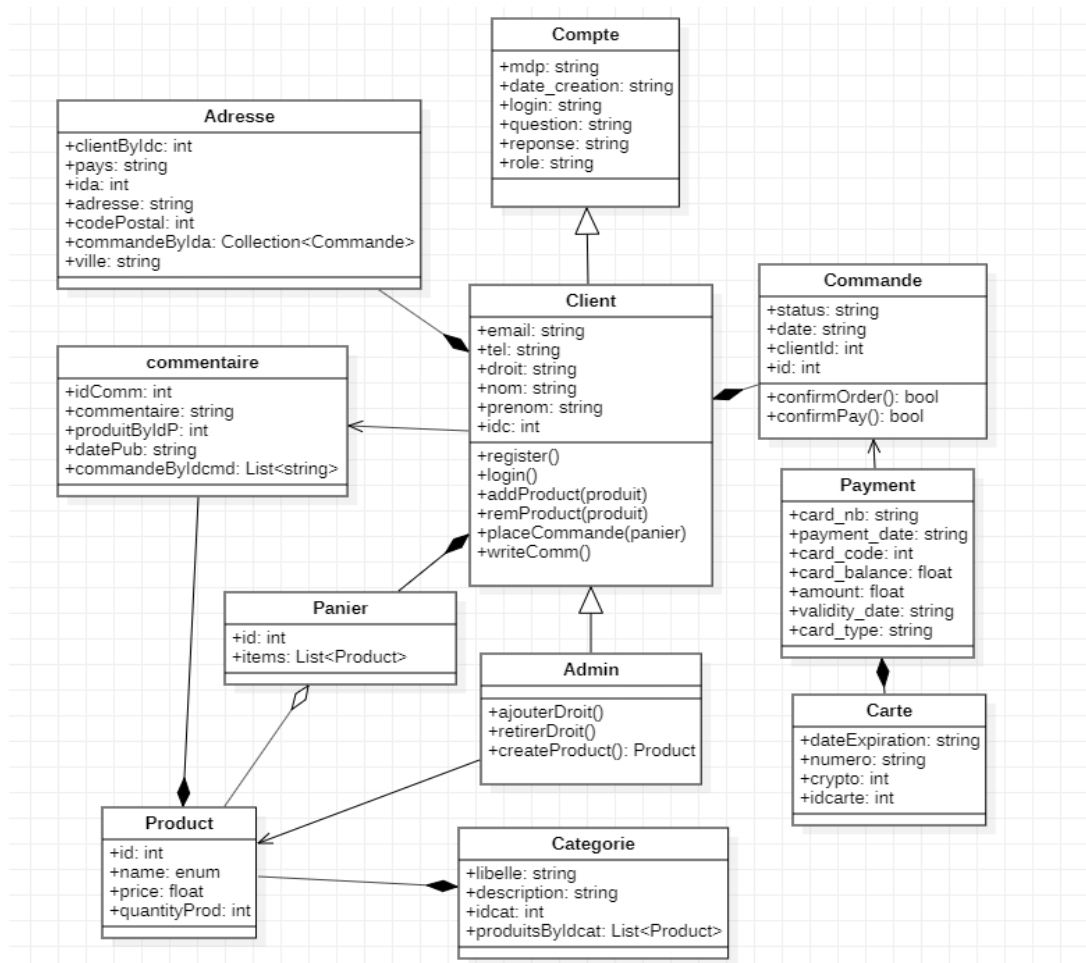 Compte
+mdp: string
+date_creation: string
+login: string
+question: string
+reponse: string
+role: string
Adresse
+clientByIdc: int
+pays: string
+ida: int
+adresse: string
+codePostal: int
+commandeByIda: Collection<Commande>
+ville: string
Client
+email: string
+tel: string
+droit: string
+nom: string
+prenom: string
+idc: int
+register()
+login()
+addProduct(produit)
+remProduct(produit)
+placeCommande(panier)
+writeComm()
Commande
+status: string
+date: string
+clientId: int
+id: int
+confirmOrder(): bool
+confirmPay(): bool
commentaire
+idComm: int
+commentaire: string
+produitByIdP: int
+datePub: string
+commandeByIdcmd: List<string>
Payment
+card_nb: string
+payment_date: string
+card_code: int
+card_balance: float
+amount: float
+validity_date: string
+card_type: string
Panier
+id: int
+items: List<Product>
Admin
+ajouterDroit()
+retirerDroit()
+createProduct(): Product
Carte
+dateExpiration: string
+numero: string
+crypto: int
+idcarte: int
Product
+id: int
+name: enum
+price: float
+quantityProd: int
Categorie
+libelle: string
+description: string
+idcat: int
+produitsByIdcat: List<Product>